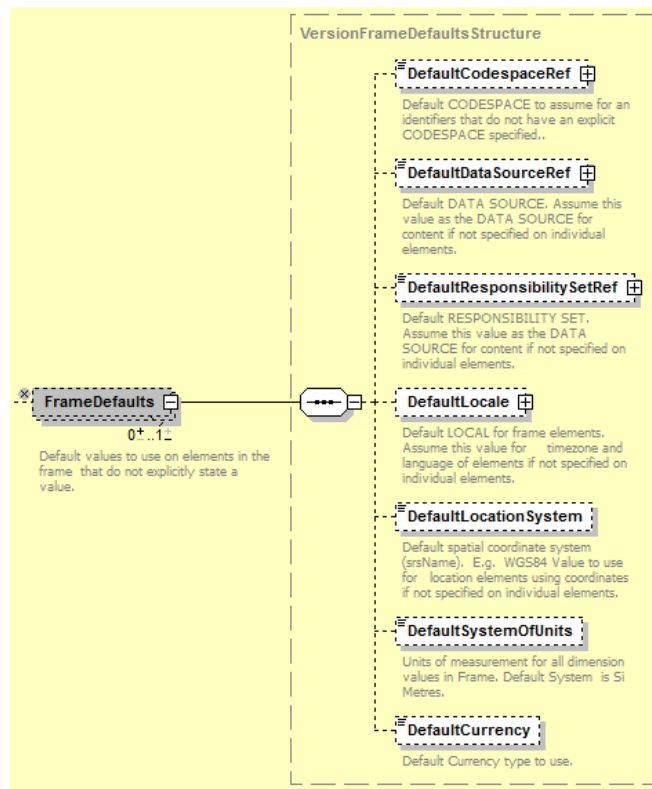 VersionFrameDefaultsStructure
DefaultCodespaceRef
Default CODESPACE to assume for an
identifiers that do not have an explicit
CODESPACE specified..
DefaultDataSourceRef
Default DATA SOURCE. Assume this
value as the DATA SOURCE for
content if not specified on individual
elements.
DefaultResponsibilitySetRef
Default RESPONSIBILITY SET.
Assume this value as the DATA
SOURCE for content if not specified on
individual elements.
FrameDefaults
0..1
Default values to use on elements in the
frame that do not explicitly state a
value.
DefaultLocale
Default LOCAL for frame elements.
Assume this value for timezone and
language of elements if not specified on
individual elements.
DefaultLocationSystem
Default spatial coordinate system
(srsName). E.g. WGS84 Value to use
for location elements using coordinates
if not specified on individual elements.
DefaultSystemOfUnits
Units of measurement for all dimension
values in Frame. Default System is Si
Metres.
DefaultCurrency
Default Currency type to use.